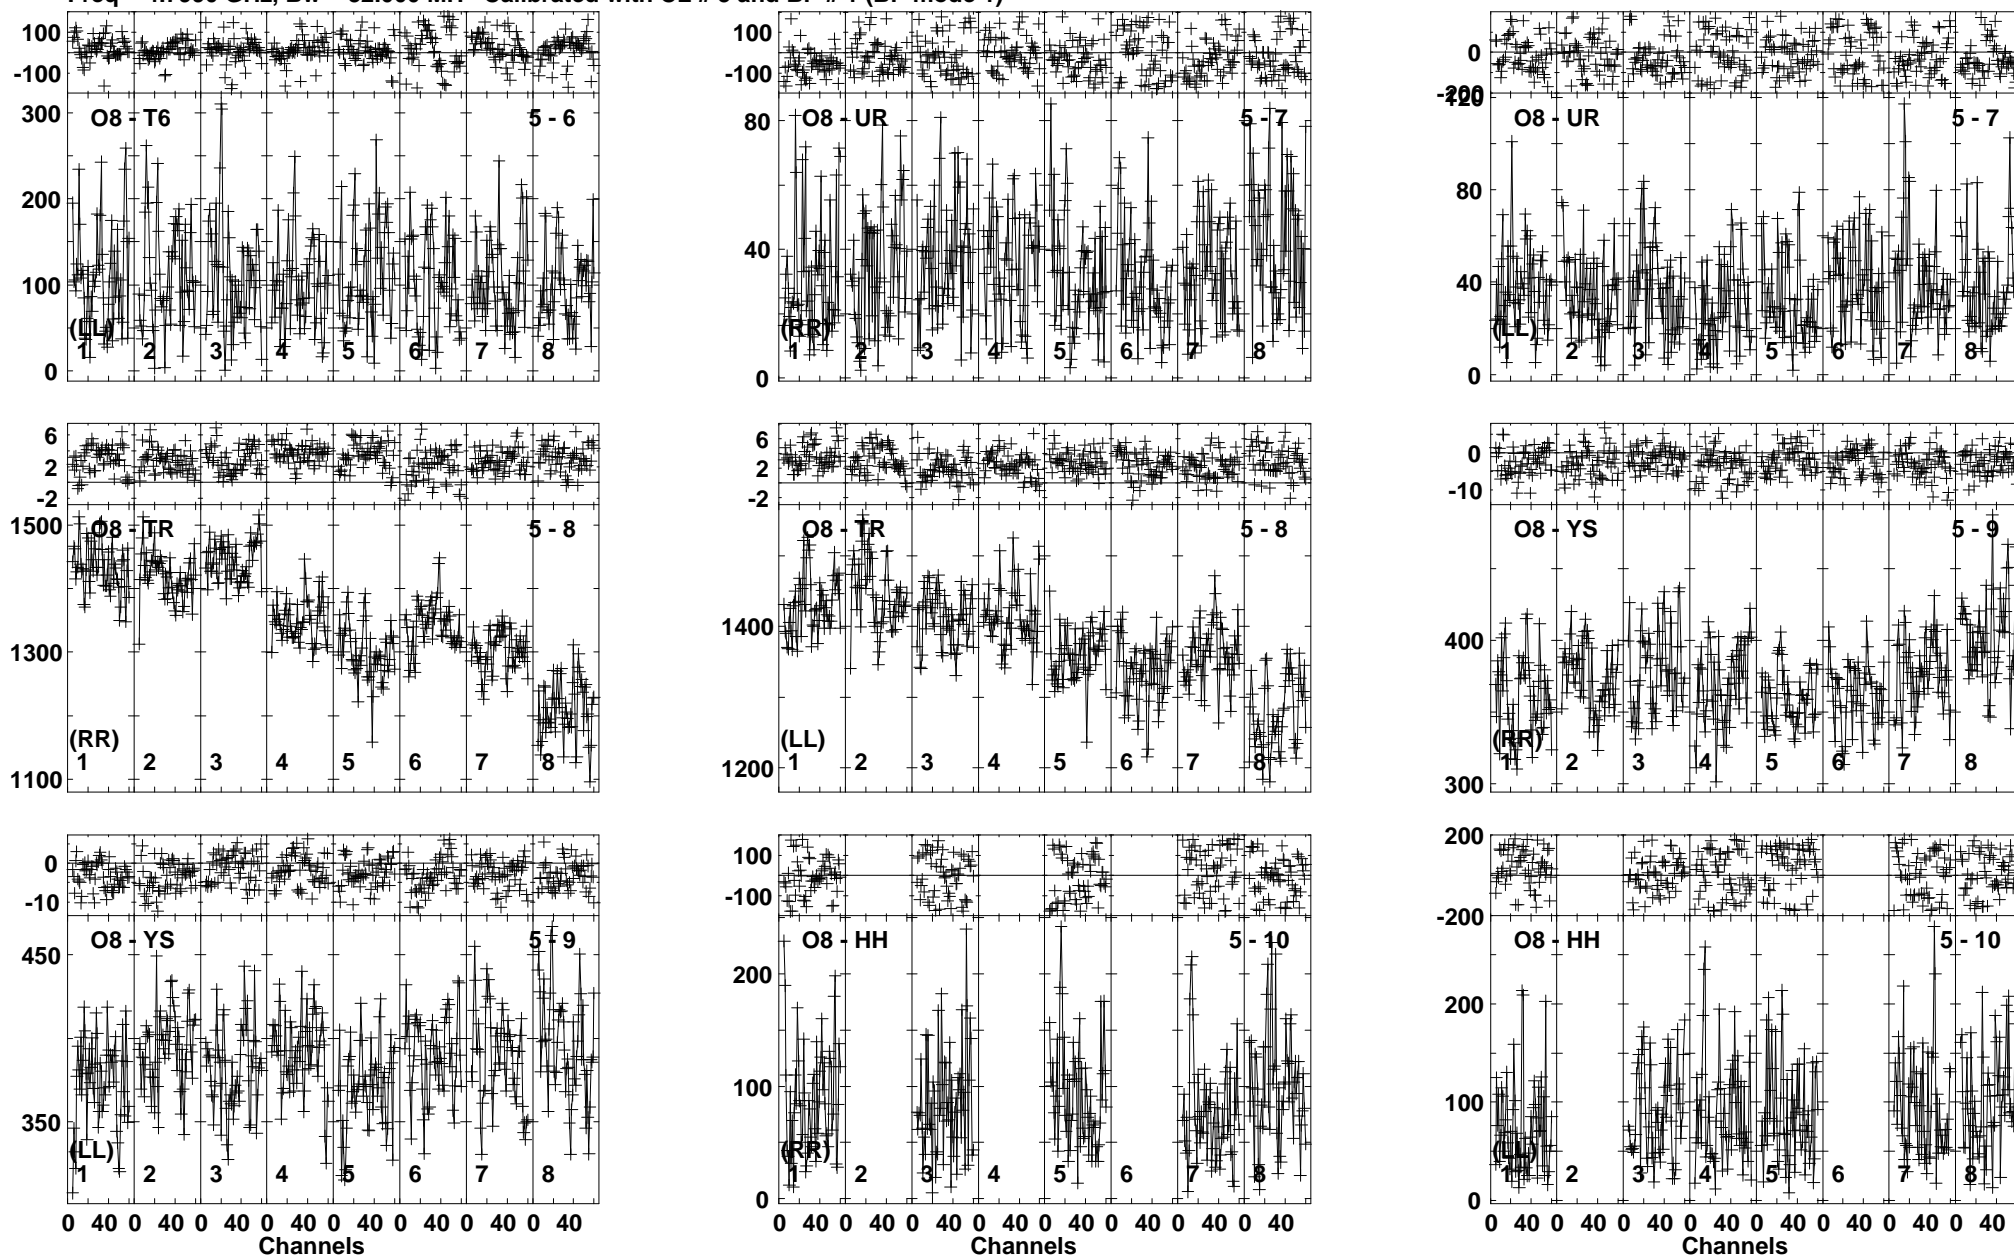 100 -100 300 200 100 0
O8 - T6 5 - 6
(LL)
1 2 3 4 5 6 7 8
100 -100 80 40 0
O8 - UR 5 - 7
(RR)
1 2 3 4 5 6 7 8
0 80 40 0
O8 - UR 5 - 7
(LL)
1 2 3 4 5 6 7 8
6 2 -2 1500 1300 1100
O8 - TR 5 - 8
(RR)
1 2 3 4 5 6 7 8
6 2 -2 1400 1200
O8 - TR 5 - 8
(LL)
1 2 3 4 5 6 7 8
0 -10 400 300
O8 - YS 5 - 9
(RR)
1 2 3 4 5 6 7 8
0 -10 450 350
O8 - YS 5 - 9
(LL)
1 2 3 4 5 6 7 8
0 40 0 40 0 40 0 40 0 40 0 40 0 40 0 40
Channels
100 -100 200 100 0
O8 - HH 5 - 10
(RR)
1 2 3 4 5 6 7 8
0 40 0 40 0 40 0 40 0 40 0 40 0 40 0 40
Channels
200 -200 200 100 0
O8 - HH 5 - 10
(LL)
1 2 3 4 5 6 7 8
0 40 0 40 0 40 0 40 0 40 0 40 0 40 0 40
Channels